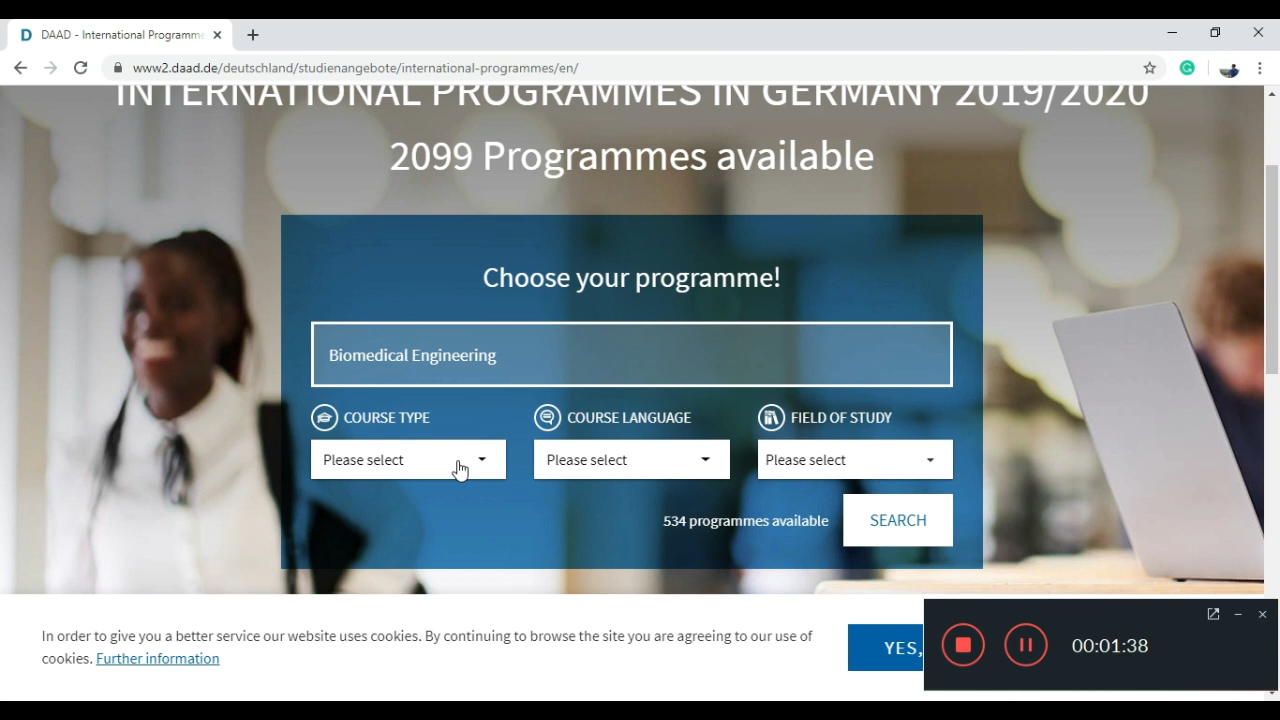 D DAAD - International Programme
www2.daad.de/deutschland/studienangebote/international-programmes/en/
INTERNATIONAL PROGRAMMES IN GERMANY 2019/2020
2099 Programmes available
Choose your programme!
Biomedical Engineering
COURSE TYPE COURSE LANGUAGE FIELD OF STUDY
Please select Please select Please select
534 programmes available SEARCH
In order to give you a better service our website uses cookies. By continuing to browse the site you are agreeing to our use of
cookies. Further information
YES,
00:01:38